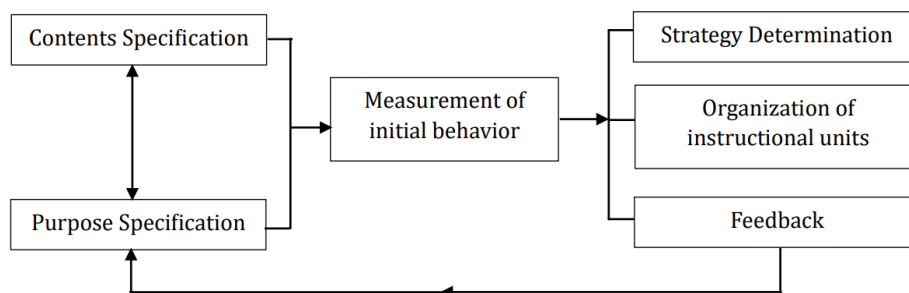 Contents Specification
Purpose Specification
Measurement of
initial behavior
Strategy Determination
Organization of
instructional units
Feedback